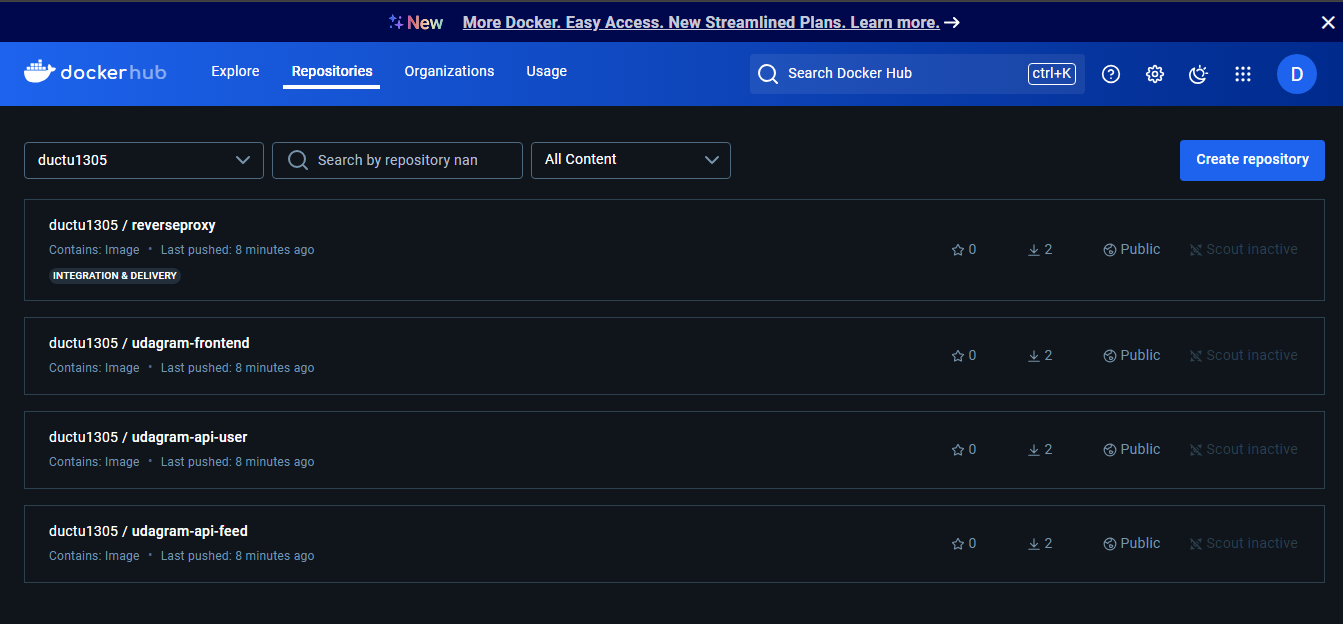 New More Docker. Easy Access. New Streamlined Plans. Learn more.
dockerhub Explore Repositories Organizations Usage Search Docker Hub ctrl+K D
ductu1305 Search by repository nan All Content Create repository
ductu1305 / reverseproxy
Contains: Image • Last pushed: 8 minutes ago 0 2 Public Scout inactive
INTEGRATION & DELIVERY
ductu1305 / udagram-frontend
Contains: Image • Last pushed: 8 minutes ago 0 2 Public Scout inactive
ductu1305 / udagram-api-user
Contains: Image • Last pushed: 8 minutes ago 0 2 Public Scout inactive
ductu1305 / udagram-api-feed
Contains: Image • Last pushed: 8 minutes ago 0 2 Public Scout inactive